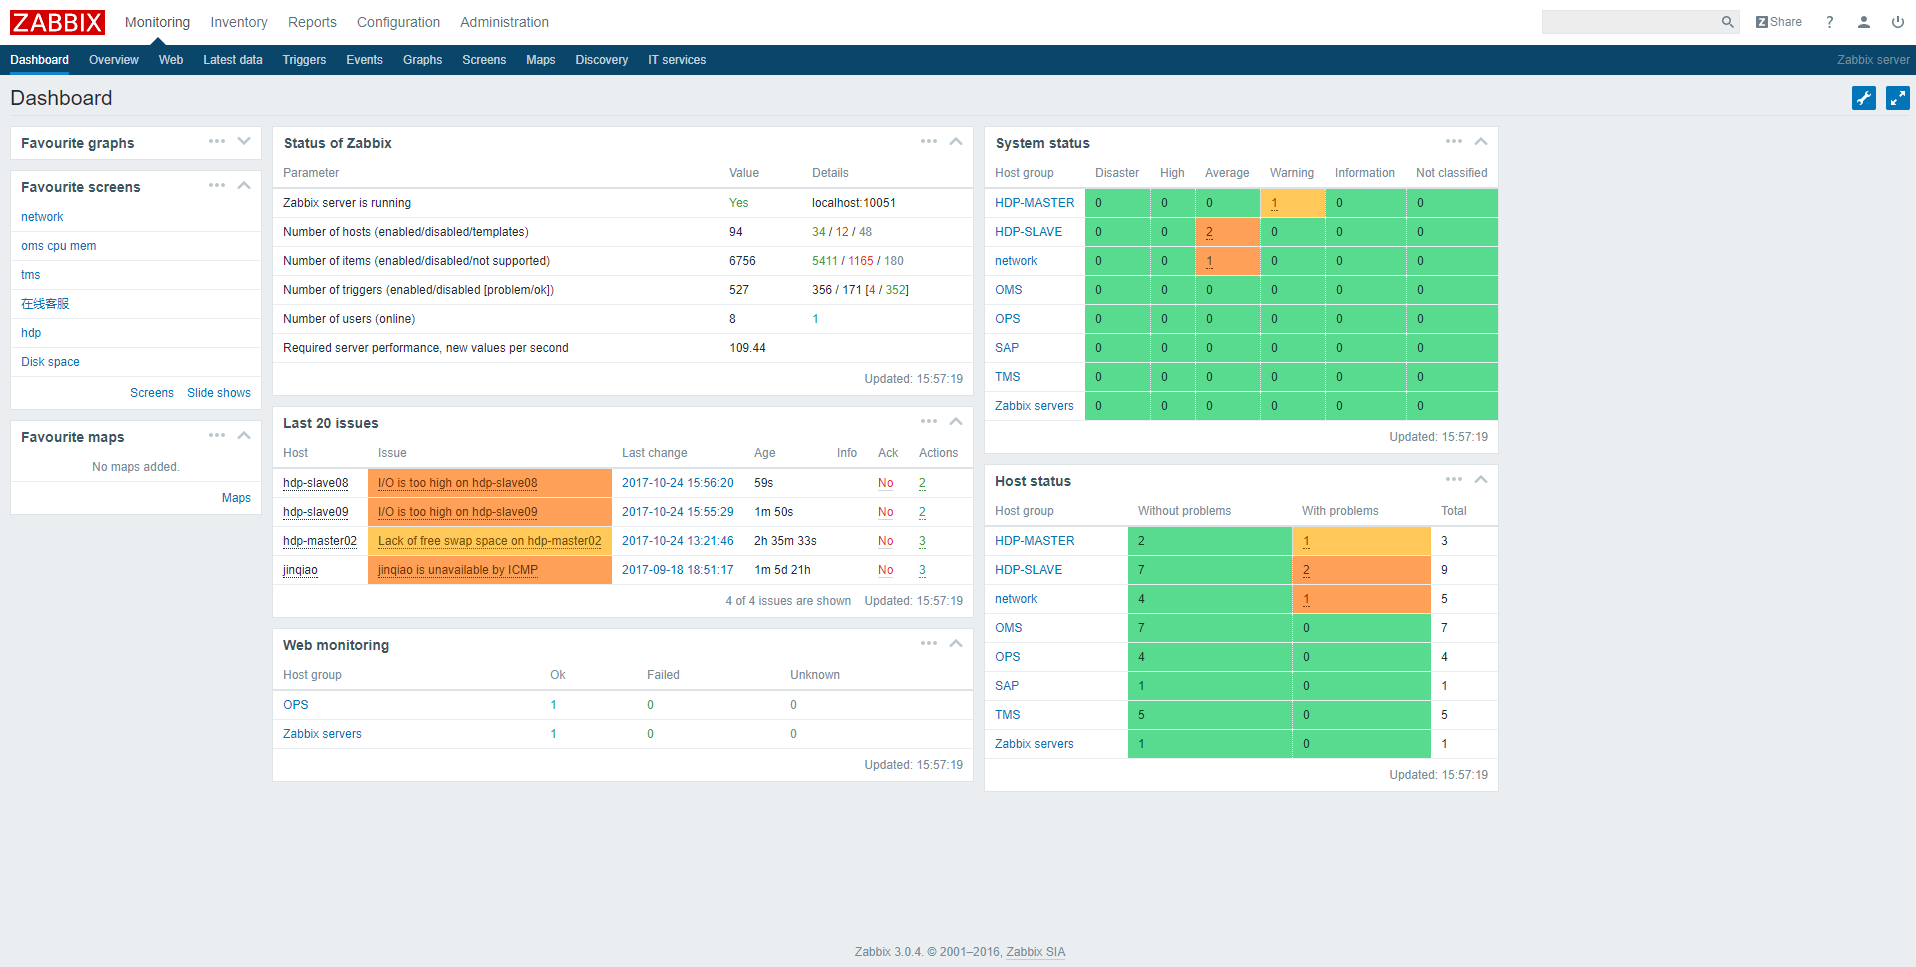 ZABBIX Monitoring Inventory Reports Configuration Administration Z Share ?
Dashboard Overview Web Latest data Triggers Events Graphs Screens Maps Discovery IT services Zabbix server
Dashboard
Favourite graphs
Favourite screens
network
oms cpu mem
tms
在线客服
hdp
Disk space
Screens Slide shows
Favourite maps
No maps added.
Maps
Status of Zabbix
Parameter Value Details
Zabbix server is running Yes localhost:10051
Number of hosts (enabled/disabled/templates) 94 34 / 12 / 48
Number of items (enabled/disabled/not supported) 6756 5411 / 1165 / 180
Number of triggers (enabled/disabled [problem/ok]) 527 356 / 171 [4 / 352]
Number of users (online) 8 1
Required server performance, new values per second 109.44
Updated: 15:57:19
Last 20 issues
Host Issue Last change Age Info Ack Actions
hdp-slave08 I/O is too high on hdp-slave08 2017-10-24 15:56:20 59s No 2
hdp-slave09 I/O is too high on hdp-slave09 2017-10-24 15:55:29 1m 50s No 2
hdp-master02 Lack of free swap space on hdp-master02 2017-10-24 13:21:46 2h 35m 33s No 3
jinqiao jinqiao is unavailable by ICMP 2017-09-18 18:51:17 1m 5d 21h No 3
4 of 4 issues are shown Updated: 15:57:19
Web monitoring
Host group Ok Failed Unknown
OPS 1 0 0
Zabbix servers 1 0 0
Updated: 15:57:19
System status
Host group Disaster High Average Warning Information Not classified
HDP-MASTER 0 0 0 1 0 0
HDP-SLAVE 0 0 2 0 0 0
network 0 0 1 0 0 0
OMS 0 0 0 0 0 0
OPS 0 0 0 0 0 0
SAP 0 0 0 0 0 0
TMS 0 0 0 0 0 0
Zabbix servers 0 0 0 0 0 0
Updated: 15:57:19
Host status
Host group Without problems With problems Total
HDP-MASTER 2 1 3
HDP-SLAVE 7 2 9
network 4 1 5
OMS 7 0 7
OPS 4 0 4
SAP 1 0 1
TMS 5 0 5
Zabbix servers 1 0 1
Updated: 15:57:19
Zabbix 3.0.4. © 2001–2016, Zabbix SIA